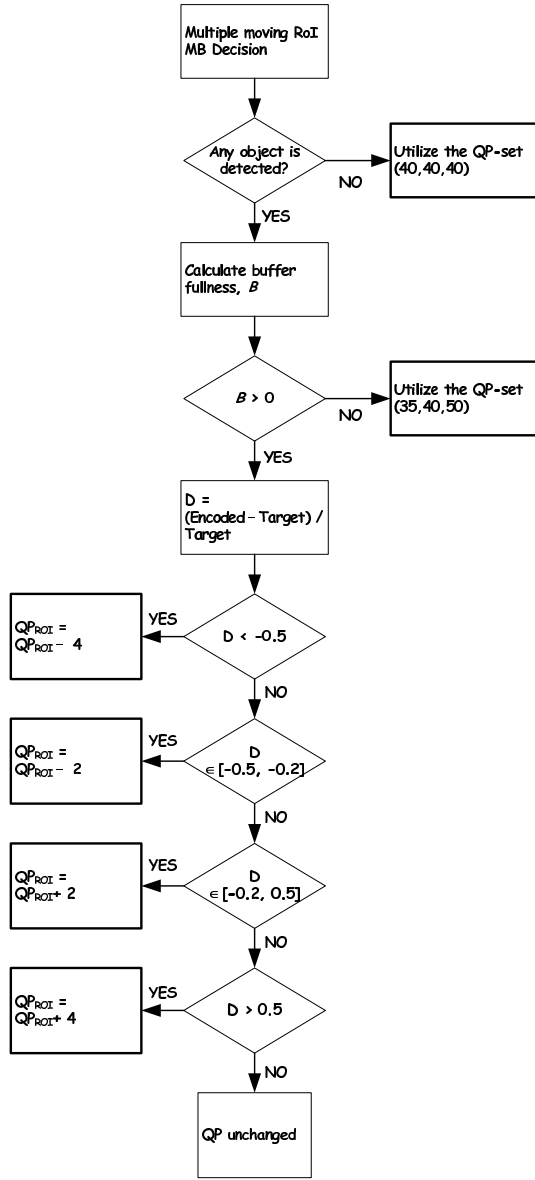 Multiple moving RoI
MB Decision
Any object is
detected?
NO
Utilize the QP-set
(40,40,40)
YES
Calculate buffer
fullness, B
B > 0
NO
Utilize the QP-set
(35,40,50)
YES
D =
(Encoded – Target) /
Target
D < -0.5
YES
QPROI =
QPROI – 4
NO
D
∈ [-0.5, -0.2]
YES
QPROI =
QPROI – 2
NO
D
∈ [-0.2, 0.5]
YES
QPROI =
QPROI + 2
NO
D > 0.5
YES
QPROI =
QPROI + 4
NO
QP unchanged